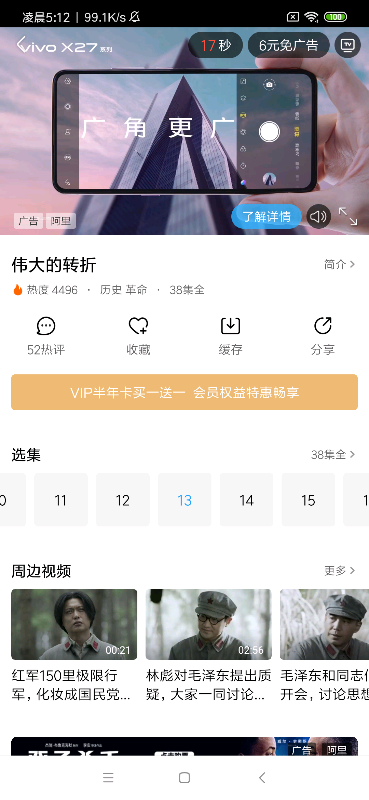 凌晨5:12 | 99.1K/s
100
vivo X27 系列
17秒
6元免广告
TV
广 角 更 广
广告
阿里
了解详情
伟大的转折
简介
热度 4496 · 历史 革命 · 38集全
52热评
收藏
缓存
分享
VIP半年卡买一送一 会员权益特惠畅享
选集
38集全
0
11
12
13
14
15
1
周边视频
更多
00:21
02:56
红军150里极限行
军，化妆成国民党...
林彪对毛泽东提出质
疑，大家一同讨论...
毛泽东和同志
开会，讨论思想
广告
阿里